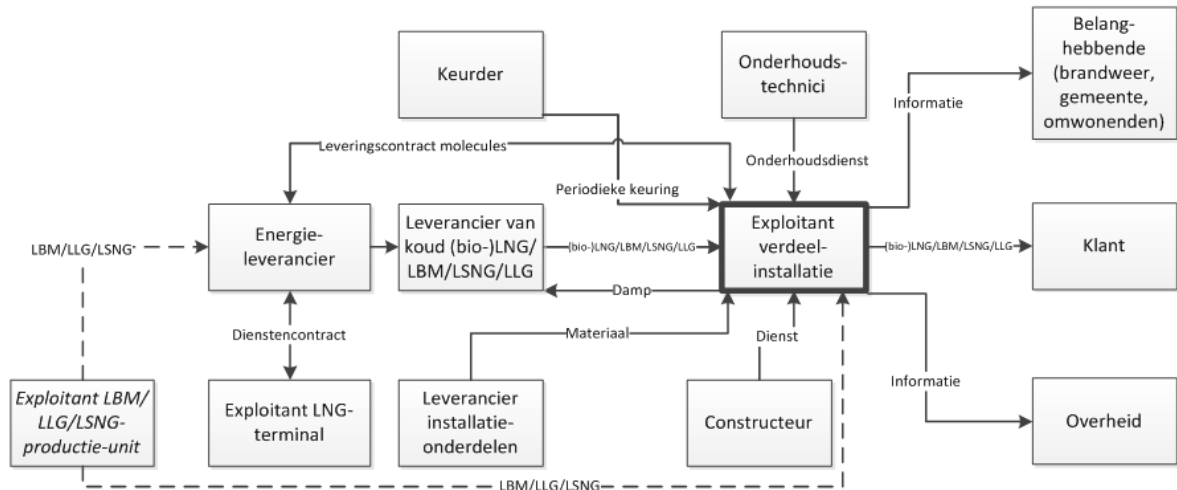 Keurder
Onderhouds-
technici
Belang-
hebbende
(brandweer,
gemeente,
omwonenden)
Informatie
Leveringscontract molecules
Onderhoudsdienst
Periodieke keuring
LBM/LLG/LSNG
Energie-
leverancier
Leverancier van
koud (bio-)LNG/
LBM/LSNG/LLG
(bio-)LNG/LBM/LSNG/LLG
Exploitant
verdeel-
installatie
(bio-)LNG/LBM/LSNG/LLG
Klant
Damp
Dienstencontract
Materiaal
Dienst
Informatie
Exploitant LBM/
LLG/LSNG-
productie-unit
Exploitant LNG-
terminal
Leverancier
installatie-
onderdelen
Constructeur
Overheid
LBM/LLG/LSNG